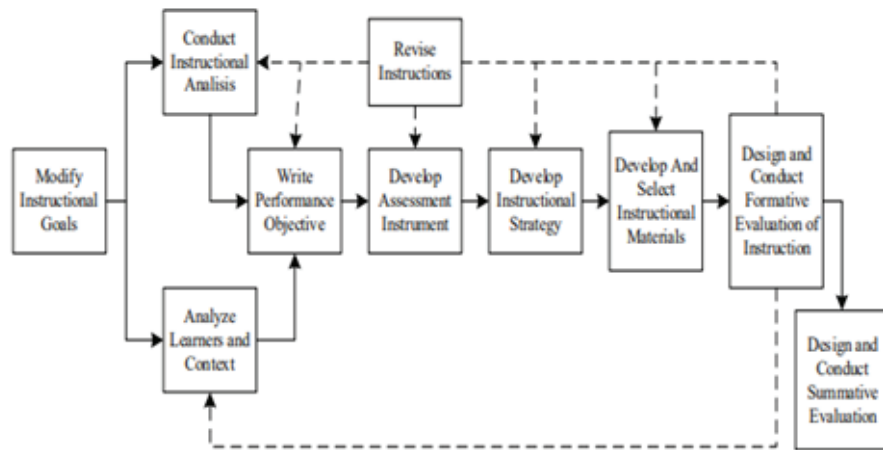 Conduct
Instructional
Analisis
Revise
Instructions
Modify
Instructional
Goals
Write
Performance
Objective
Develop
Assessment
Instrument
Develop
Instructional
Strategy
Develop And
Select
Instructional
Materials
Design and
Conduct
Formative
Evaluation of
Instruction
Analyze
Learners and
Context
Design and
Conduct
Summative
Evaluation